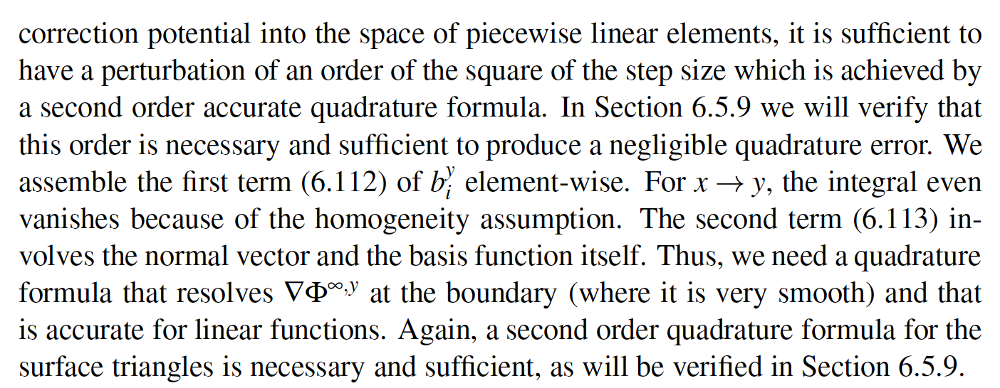 correction potential into the space of piecewise linear elements, it is sufficient to
have a perturbation of an order of the square of the step size which is achieved by
a second order accurate quadrature formula. In Section 6.5.9 we will verify that
this order is necessary and sufficient to produce a negligible quadrature error. We
assemble the first term (6.112) of $b_i^y$ element-wise. For $x \to y$, the integral even
vanishes because of the homogeneity assumption. The second term (6.113) in-
volves the normal vector and the basis function itself. Thus, we need a quadrature
formula that resolves $\nabla\Phi^{\infty,y}$ at the boundary (where it is very smooth) and that
is accurate for linear functions. Again, a second order quadrature formula for the
surface triangles is necessary and sufficient, as will be verified in Section 6.5.9.